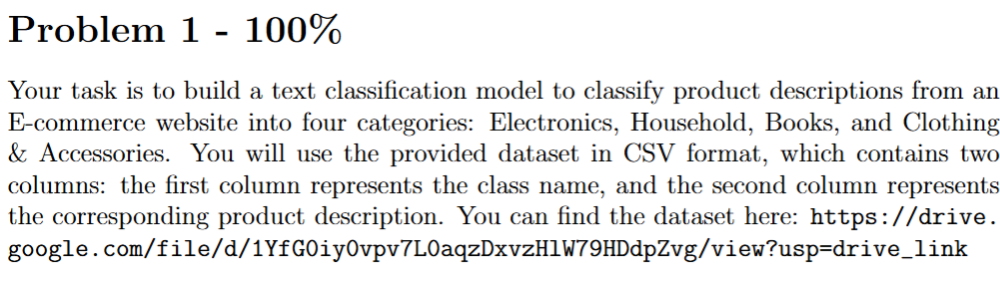 Problem 1 - 100%
Your task is to build a text classification model to classify product descriptions from an
E-commerce website into four categories: Electronics, Household, Books, and Clothing
& Accessories. You will use the provided dataset in CSV format, which contains two
columns: the first column represents the class name, and the second column represents
the corresponding product description. You can find the dataset here: https://drive.
google.com/file/d/1YfG0iy0vpv7L0aqzDxvzHlW79HDdpZvg/view?usp=drive_link